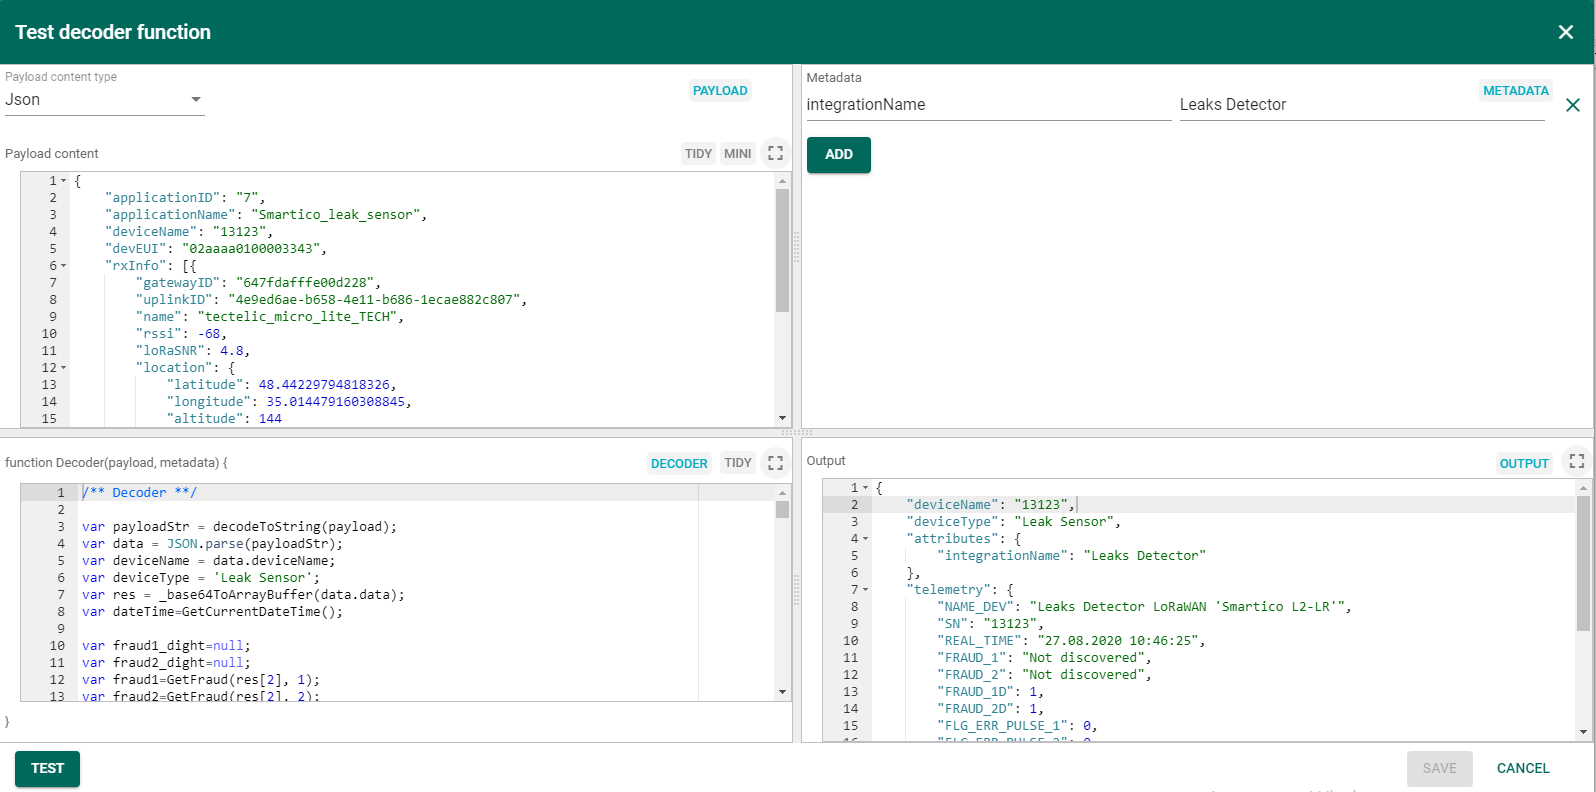 Test decoder function
Payload content type
Json
PAYLOAD
Payload content
TIDY MINI
1 {
2 "applicationID": "7",
3 "applicationName": "Smartico_leak_sensor",
4 "deviceName": "13123",
5 "devEUI": "02aaaa0100003343",
6 "rxInfo": [{
7 "gatewayID": "647fdafffe00d228",
8 "uplinkID": "4e9ed6ae-b658-4e11-b686-1ecae882c807",
9 "name": "tectelic_micro_lite_TECH",
10 "rssi": -68,
11 "loRaSNR": 4.8,
12 "location": {
13 "latitude": 48.44229794818326,
14 "longitude": 35.014479160308845,
15 "altitude": 144
Metadata
METADATA
integrationName
Leaks Detector
ADD
function Decoder(payload, metadata) {
DECODER TIDY
1 /** Decoder **/
2
3 var payloadStr = decodeToString(payload);
4 var data = JSON.parse(payloadStr);
5 var deviceName = data.deviceName;
6 var deviceType = 'Leak Sensor';
7 var res = _base64ToArrayBuffer(data.data);
8 var dateTime=GetCurrentDateTime();
9
10 var fraud1_dight=null;
11 var fraud2_dight=null;
12 var fraud1=GetFraud(res[2], 1);
13 var fraud2=GetFraud(res[2], 2);
}
Output
OUTPUT
1 {
2 "deviceName": "13123",
3 "deviceType": "Leak Sensor",
4 "attributes": {
5 "integrationName": "Leaks Detector"
6 },
7 "telemetry": {
8 "NAME_DEV": "Leaks Detector LoRaWAN 'Smartico L2-LR'",
9 "SN": "13123",
10 "REAL_TIME": "27.08.2020 10:46:25",
11 "FRAUD_1": "Not discovered",
12 "FRAUD_2": "Not discovered",
13 "FRAUD_1D": 1,
14 "FRAUD_2D": 1,
15 "FLG_ERR_PULSE_1": 0,
16 "FLG_ERR_PULSE_2": 0
TEST
SAVE
CANCEL